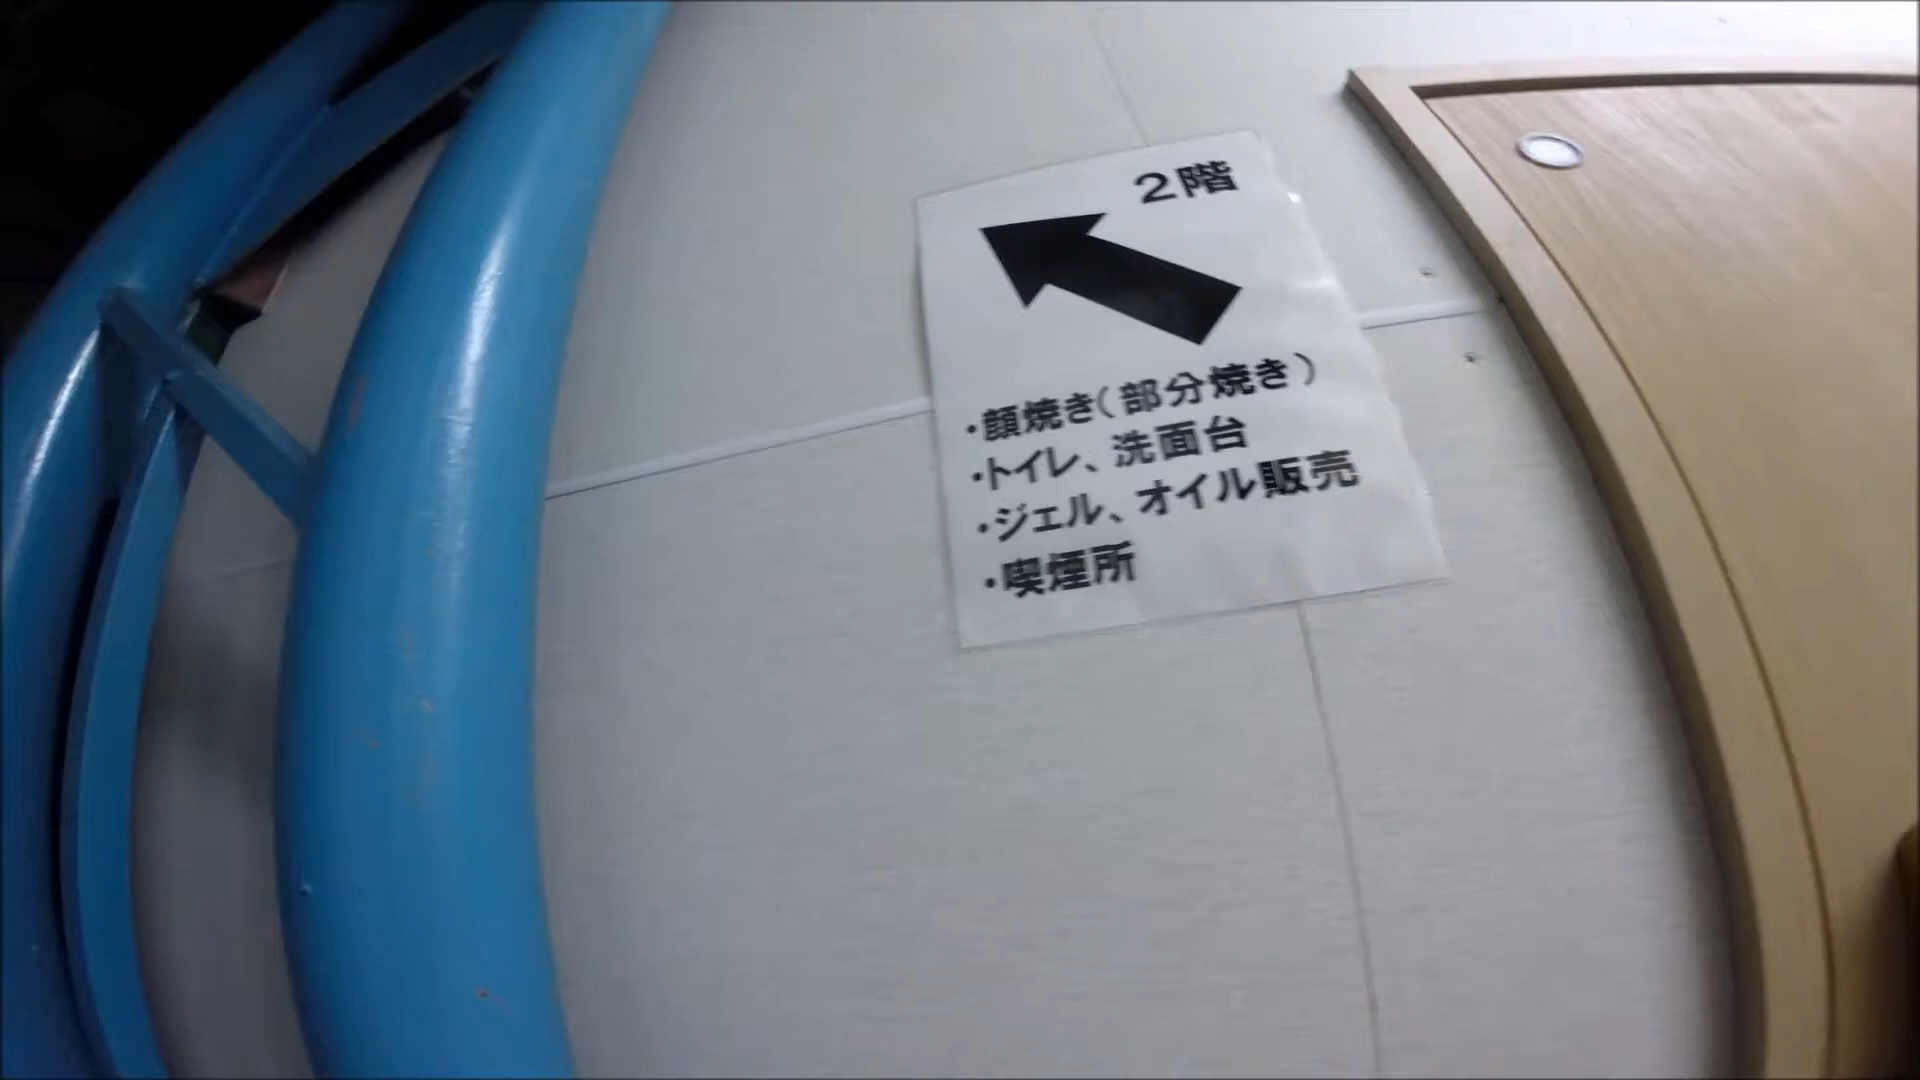 2階
・顔焼き(部分焼き)
・トイレ、洗面台
・ジェル、オイル販売
・喫煙所